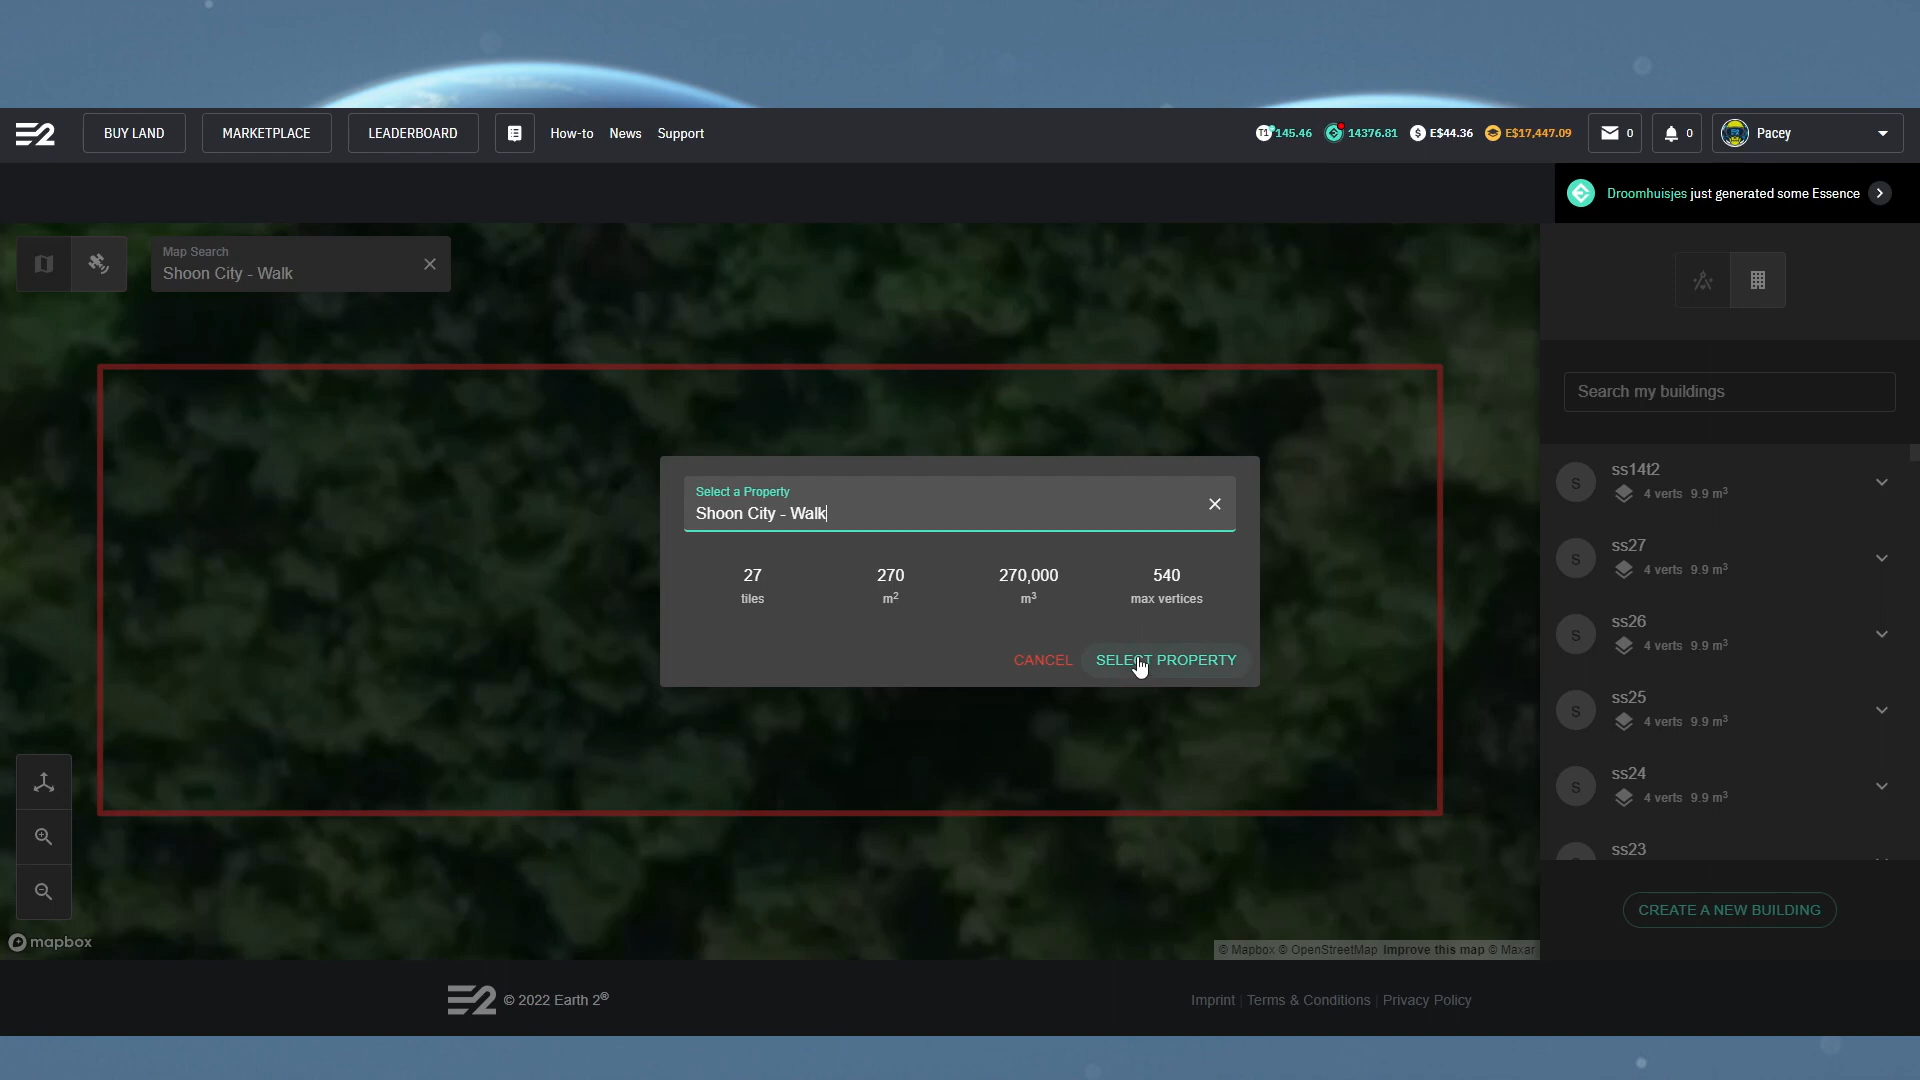 E2
BUY LAND
MARKETPLACE
LEADERBOARD
How-to
News
Support
T1 145.46
14376.81
$ E$44.36
E$17,447.09
0
0
Pacey
Droomhuisjes just generated some Essence
Map Search
Shoon City - Walk
Search my buildings
Select a Property
Shoon City - Walk
27
tiles
270
m²
270,000
m³
540
max vertices
CANCEL
SELECT PROPERTY
S
ss14t2
4 verts 9.9 m³
S
ss27
4 verts 9.9 m³
S
ss26
4 verts 9.9 m³
S
ss25
4 verts 9.9 m³
S
ss24
4 verts 9.9 m³
ss23
CREATE A NEW BUILDING
mapbox
© Mapbox © OpenStreetMap Improve this map © Maxar
E2 © 2022 Earth 2®
Imprint | Terms & Conditions | Privacy Policy